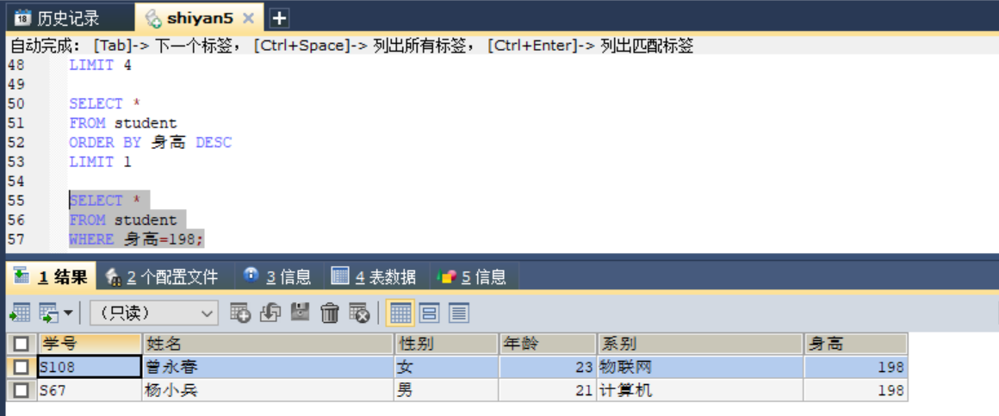 历史记录 shiyan5
自动完成： [Tab]-> 下一个标签， [Ctrl+Space]-> 列出所有标签， [Ctrl+Enter]-> 列出匹配标签
48 LIMIT 4
49
50 SELECT *
51 FROM student
52 ORDER BY 身高 DESC
53 LIMIT 1
54
55 SELECT *
56 FROM student
57 WHERE 身高=198;
1 结果 2 个配置文件 3 信息 4 表数据 5 信息
（只读）
学号 姓名 性别 年龄 系别 身高
S108 曾永春 女 23 物联网 198
S67 杨小兵 男 21 计算机 198